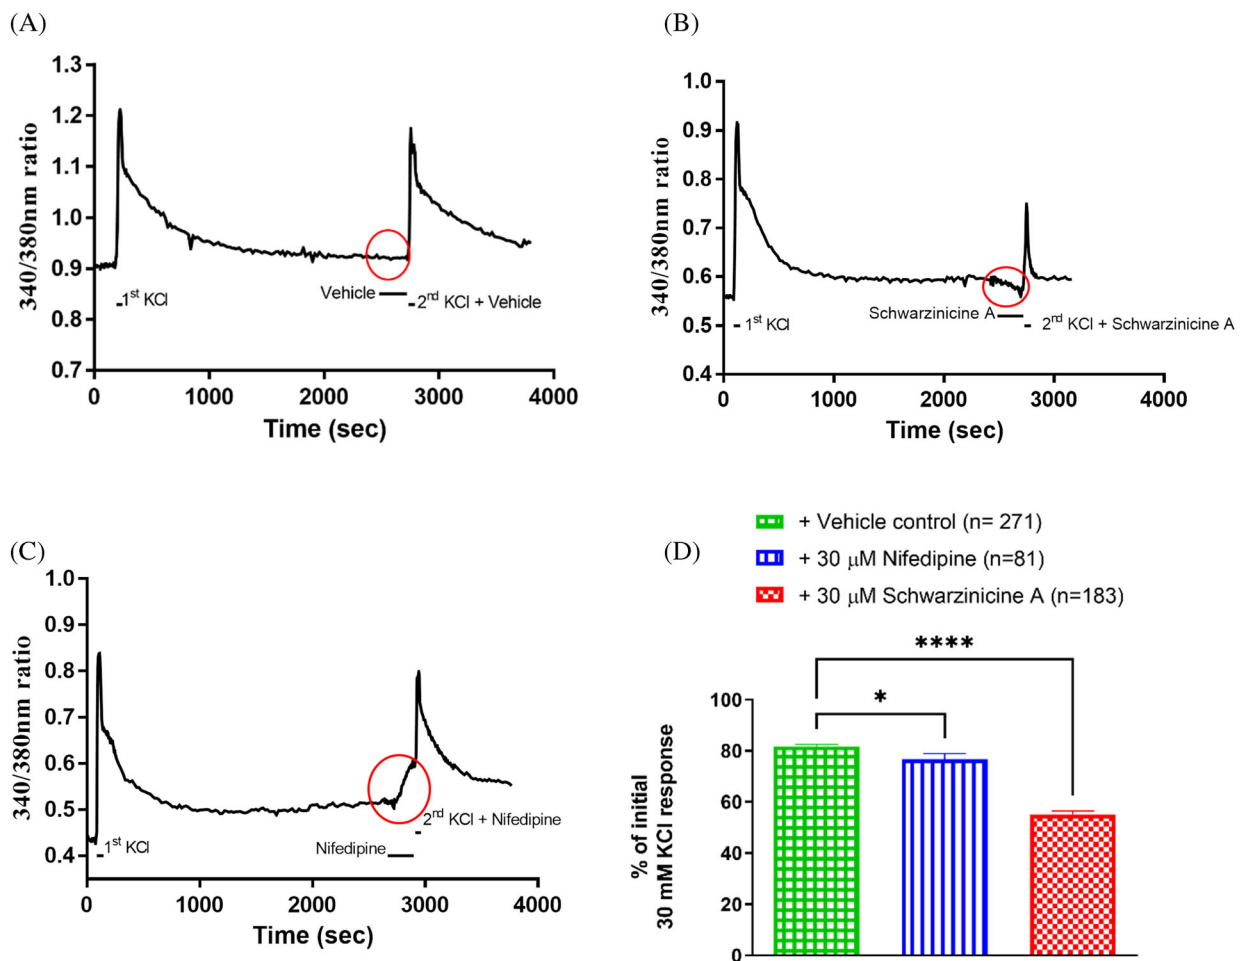 (A)
1.3
1.2
1.1
1.0
0.9
0.8
0.7
340/380nm ratio
1st KCl
Vehicle
2nd KCl + Vehicle
0 1000 2000 3000 4000
Time (sec)
(B)
1.0
0.9
0.8
0.7
0.6
0.5
0.4
340/380nm ratio
1st KCl
Schwarzinicine A
2nd KCl + Schwarzinicine A
0 1000 2000 3000 4000
Time (sec)
(C)
1.0
0.9
0.8
0.7
0.6
0.5
0.4
340/380nm ratio
1st KCl
Nifedipine
2nd KCl + Nifedipine
0 1000 2000 3000 4000
Time (sec)
(D)
+ Vehicle control (n= 271)
+ 30 μM Nifedipine (n=81)
+ 30 μM Schwarzinicine A (n=183)
****
*
100
80
60
40
20
0
% of initial
30 mM KCl response